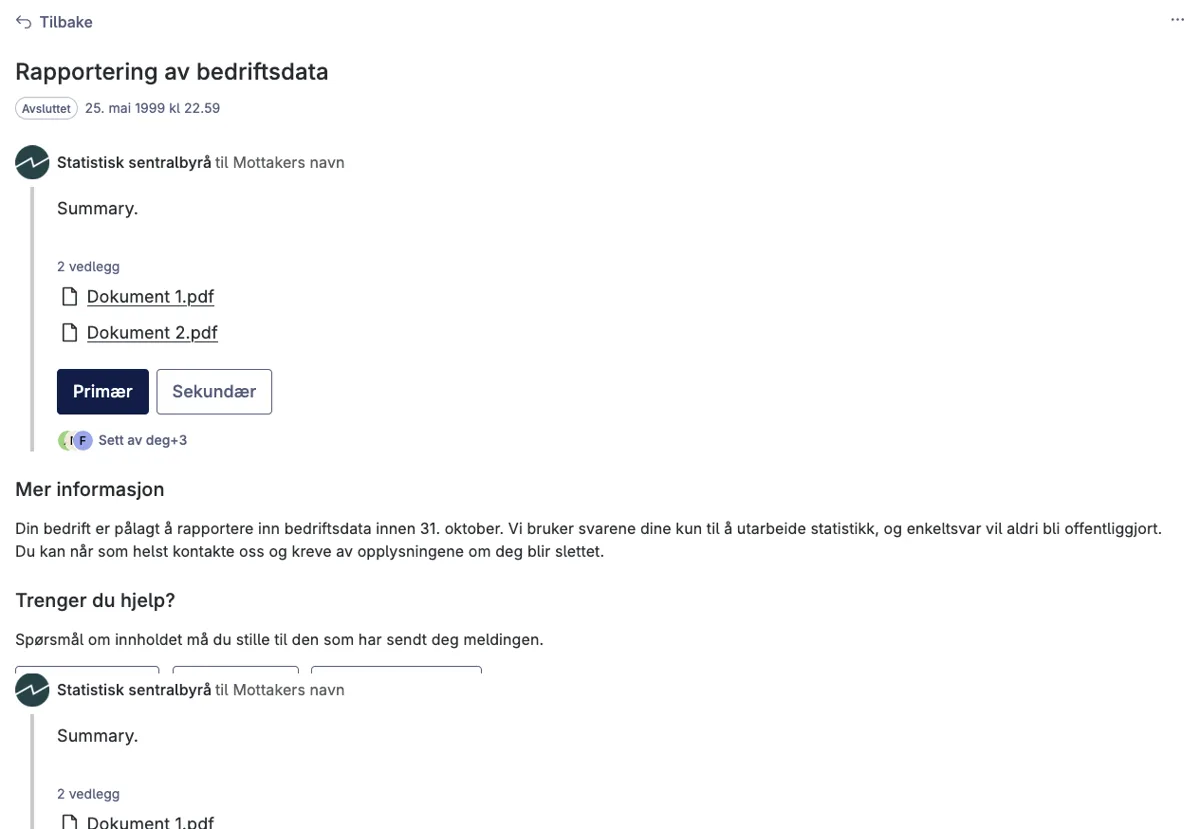 Tilbake
Rapportering av bedriftsdata
Avsluttet 25. mai 1999 kl 22.59
Statistisk sentralbyrå til Mottakers navn
Summary.
2 vedlegg
Dokument 1.pdf
Dokument 2.pdf
Primær Sekundær
F Sett av deg+3
Mer informasjon
Din bedrift er pålagt å rapportere inn bedriftsdata innen 31. oktober. Vi bruker svarene dine kun til å utarbeide statistikk, og enkeltsvar vil aldri bli offentliggjort.
Du kan når som helst kontakte oss og kreve av opplysningene om deg blir slettet.
Trenger du hjelp?
Spørsmål om innholdet må du stille til den som har sendt deg meldingen.
Statistisk sentralbyrå til Mottakers navn
Summary.
2 vedlegg
Dokument 1.pdf